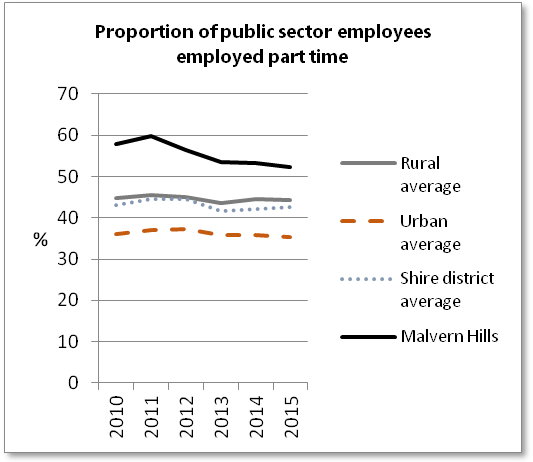 Proportion of public sector employees
employed part time
70
60
50
40
30
20
10
0
%
2010
2011
2012
2013
2014
2015
Rural
average
Urban
average
Shire district
average
Malvern Hills